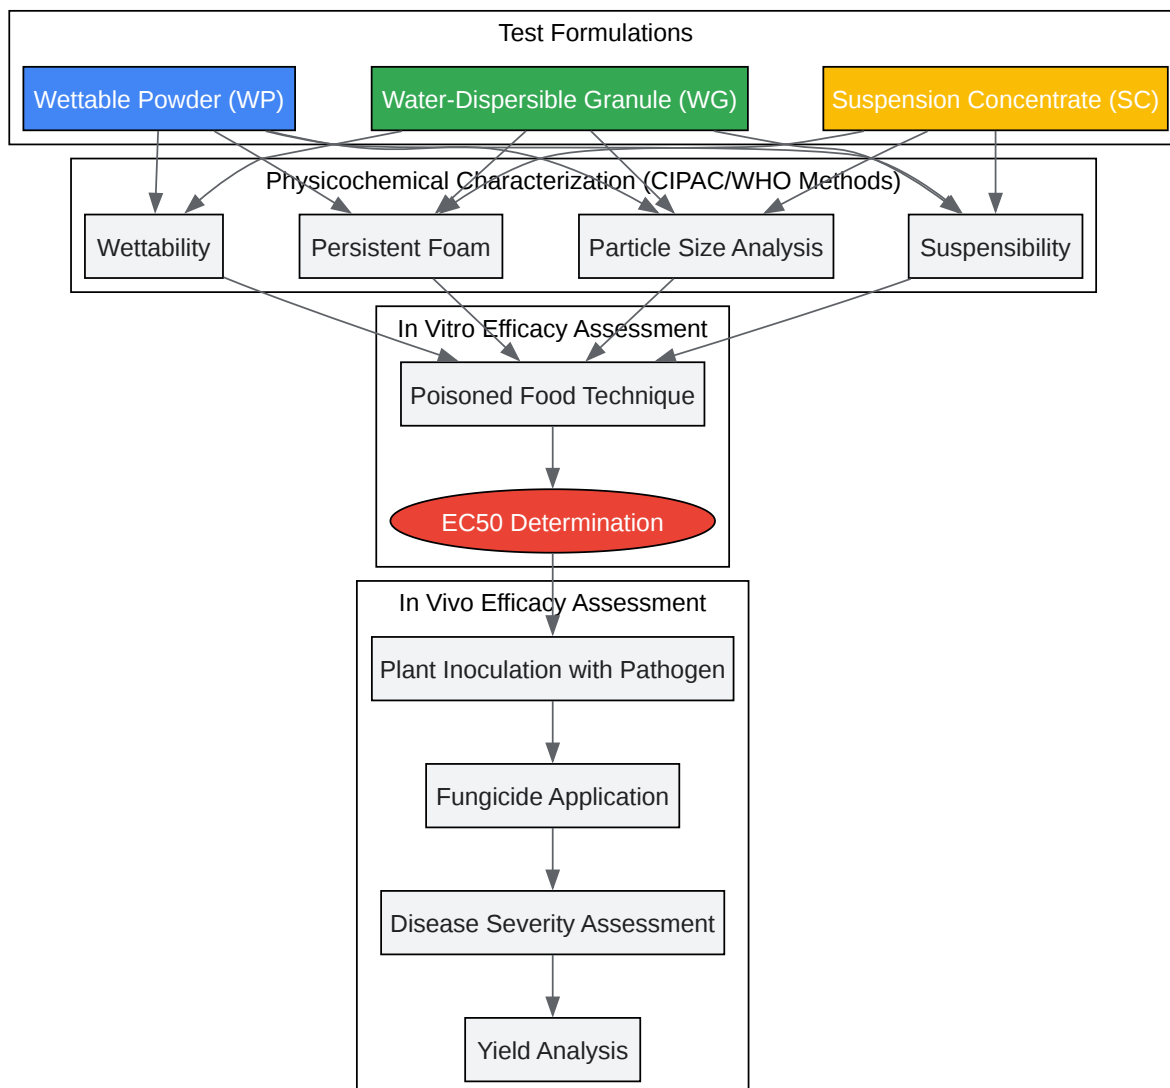 Test Formulations
Wettable Powder (WP)
Water-Dispersible Granule (WG)
Suspension Concentrate (SC)
Physicochemical Characterization (CIPAC/WHO Methods)
Wettability
Persistent Foam
Particle Size Analysis
Suspensibility
In Vitro Efficacy Assessment
Poisoned Food Technique
EC50 Determination
In Vivo Efficacy Assessment
Plant Inoculation with Pathogen
Fungicide Application
Disease Severity Assessment
Yield Analysis